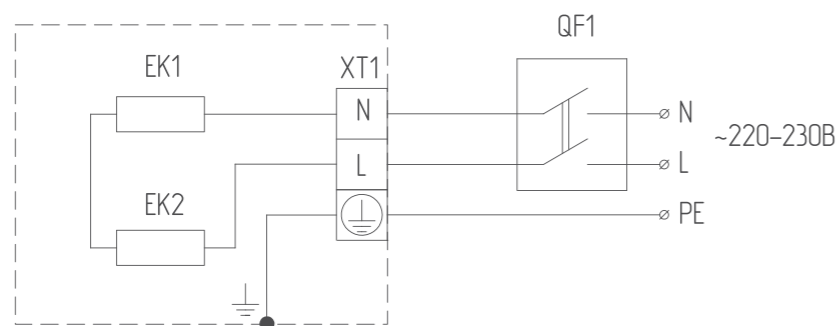 QF1
EK1
XT1
N
N
~220-230В
L
L
EK2
PE